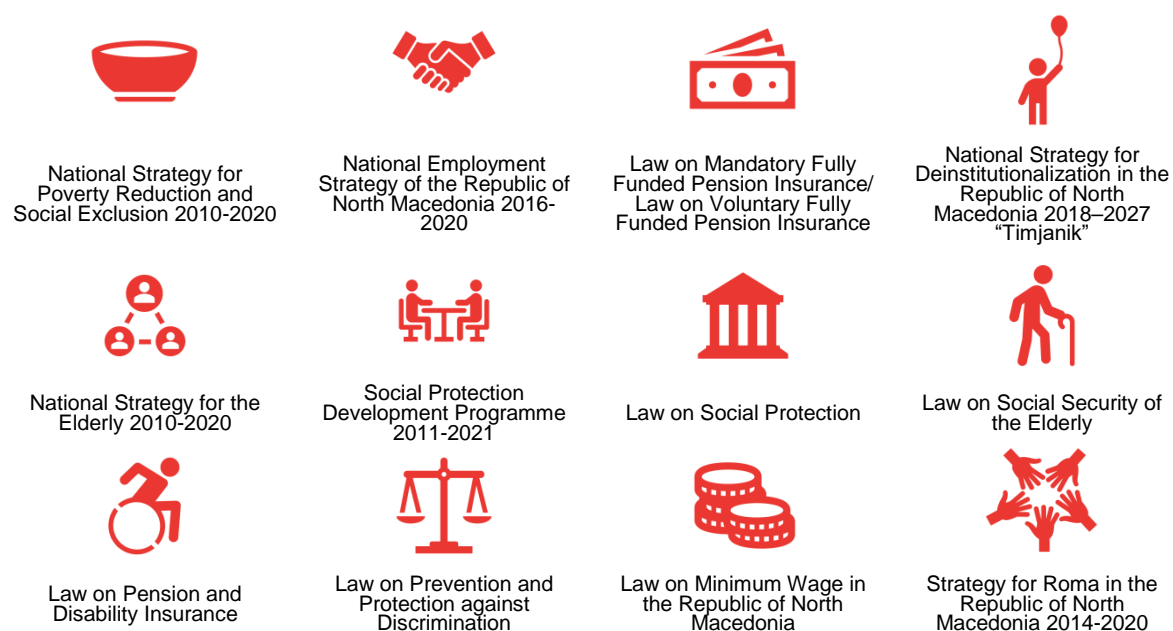 National Strategy for
Poverty Reduction and
Social Exclusion 2010-2020
National Employment
Strategy of the Republic of
North Macedonia 2016-
2020
Law on Mandatory Fully
Funded Pension Insurance/
Law on Voluntary Fully
Funded Pension Insurance
National Strategy for
Deinstitutionalization in the
Republic of North
Macedonia 2018–2027
“Timjanik”
National Strategy for the
Elderly 2010-2020
Social Protection
Development Programme
2011-2021
Law on Social Protection
Law on Social Security of
the Elderly
Law on Pension and
Disability Insurance
Law on Prevention and
Protection against
Discrimination
Law on Minimum Wage in
the Republic of North
Macedonia
Strategy for Roma in the
Republic of North
Macedonia 2014-2020